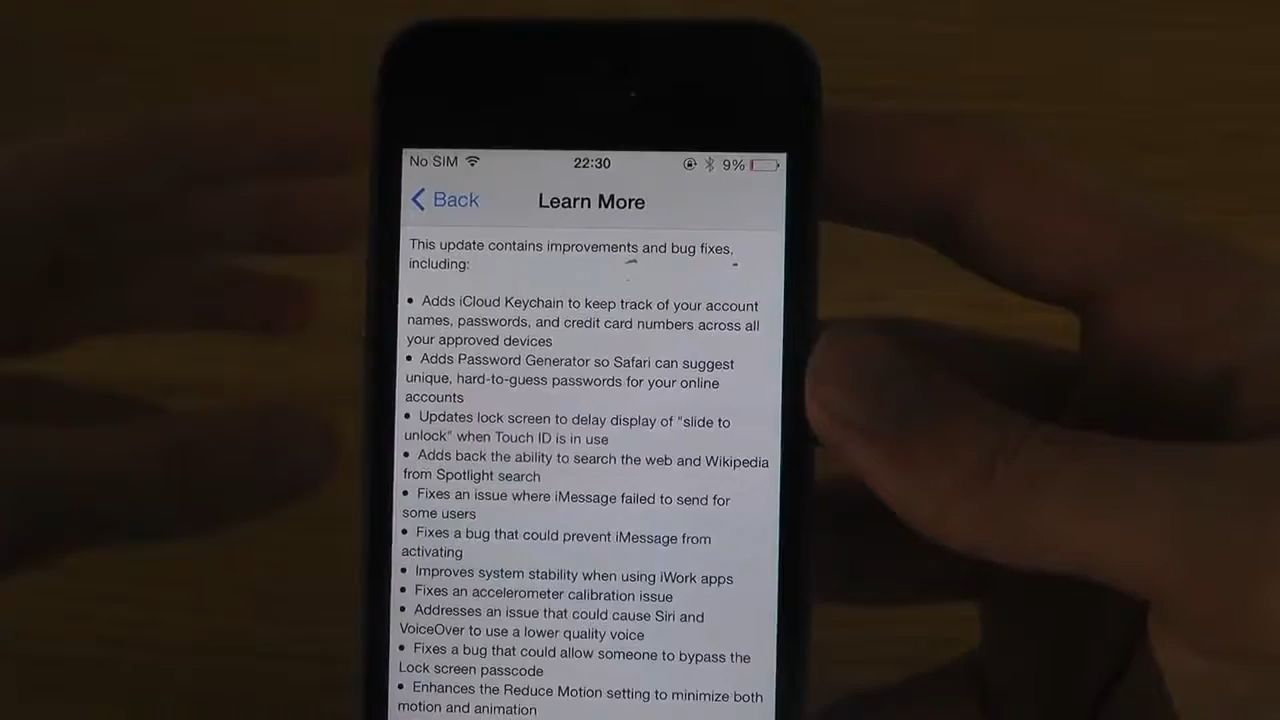 No SIM 22:30 9%
Back Learn More
This update contains improvements and bug fixes,
including:
• Adds iCloud Keychain to keep track of your account
names, passwords, and credit card numbers across all
your approved devices
• Adds Password Generator so Safari can suggest
unique, hard-to-guess passwords for your online
accounts
• Updates lock screen to delay display of "slide to
unlock" when Touch ID is in use
• Adds back the ability to search the web and Wikipedia
from Spotlight search
• Fixes an issue where iMessage failed to send for
some users
• Fixes a bug that could prevent iMessage from
activating
• Improves system stability when using iWork apps
• Fixes an accelerometer calibration issue
• Addresses an issue that could cause Siri and
VoiceOver to use a lower quality voice
• Fixes a bug that could allow someone to bypass the
Lock screen passcode
• Enhances the Reduce Motion setting to minimize both
motion and animation